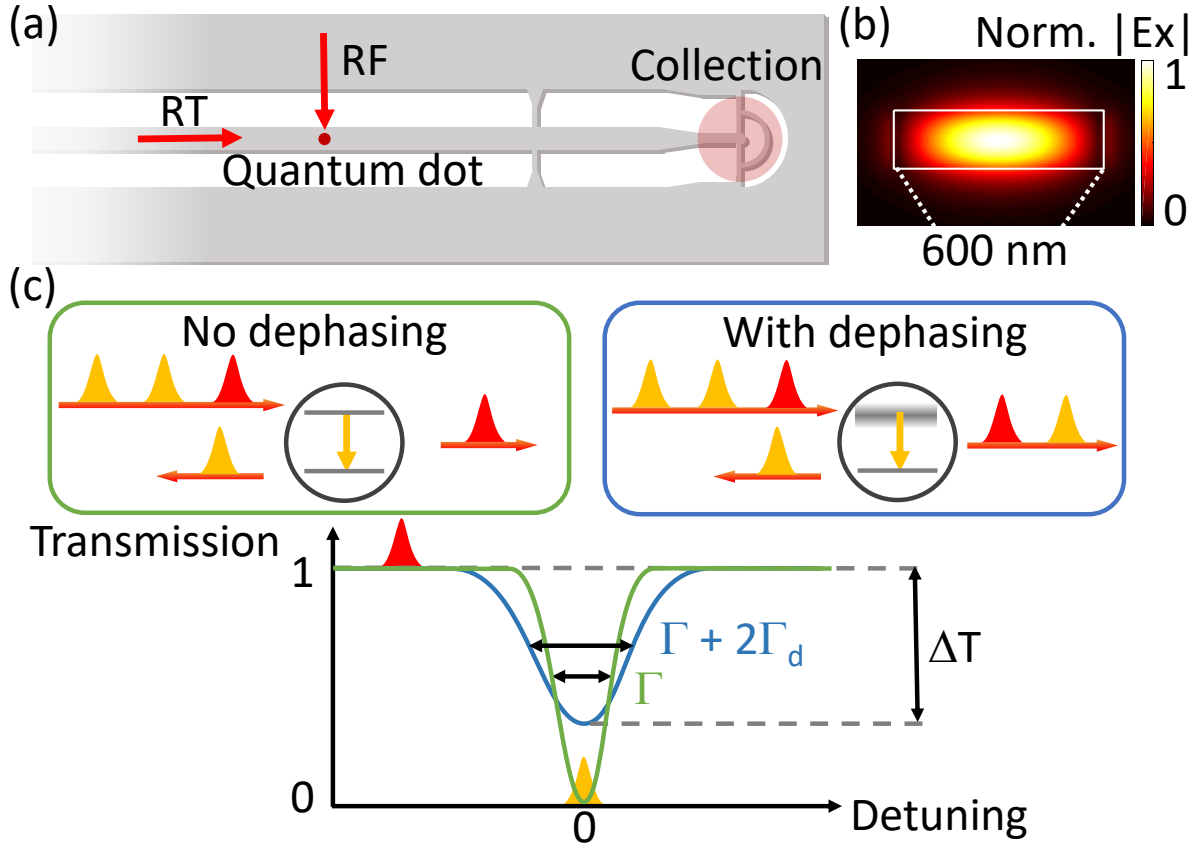 (a)
RF
RT
Quantum dot
Collection
(b)
Norm. |Ex|
1
0
600 nm
(c)
No dephasing
With dephasing
Transmission
1
Γ + 2Γd
Γ
ΔT
0
0
Detuning